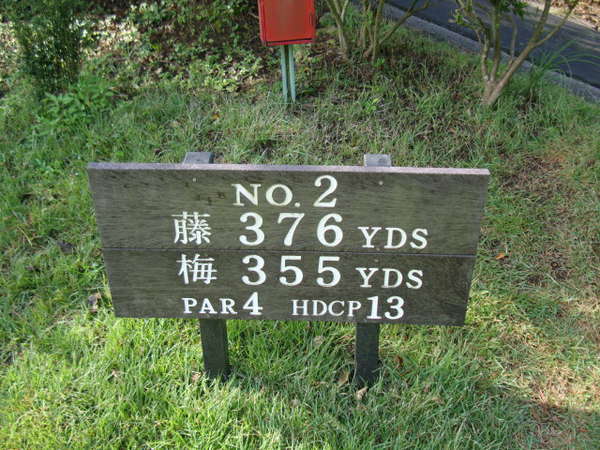 NO. 2
藤 376 YDS
梅 355 YDS
PAR 4 HDCP 13